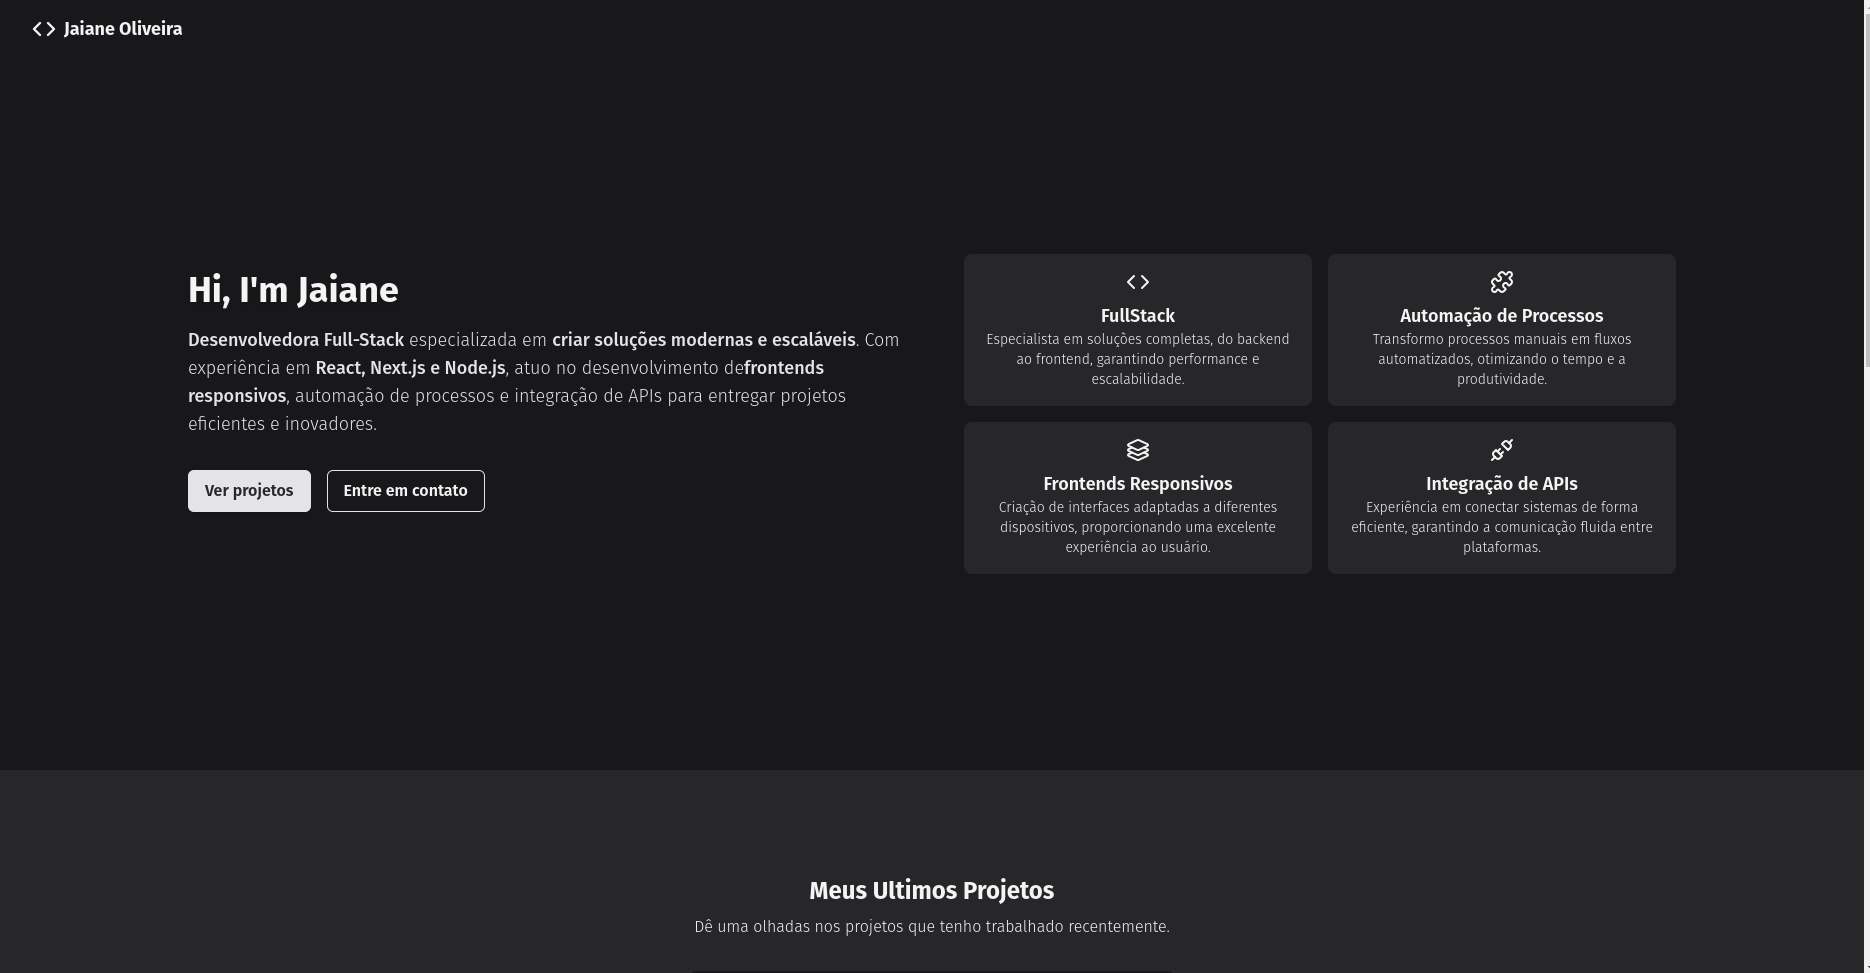 Jaiane Oliveira
Hi, I'm Jaiane
Desenvolvedora Full-Stack especializada em criar soluções modernas e escaláveis. Com
experiência em React, Next.js e Node.js, atuo no desenvolvimento defrontends
responsivos, automação de processos e integração de APIs para entregar projetos
eficientes e inovadores.
Ver projetos
Entre em contato
FullStack
Especialista em soluções completas, do backend
ao frontend, garantindo performance e
escalabilidade.
Automação de Processos
Transformo processos manuais em fluxos
automatizados, otimizando o tempo e a
produtividade.
Frontends Responsivos
Criação de interfaces adaptadas a diferentes
dispositivos, proporcionando uma excelente
experiência ao usuário.
Integração de APIs
Experiência em conectar sistemas de forma
eficiente, garantindo a comunicação fluida entre
plataformas.
Meus Ultimos Projetos
Dê uma olhadas nos projetos que tenho trabalhado recentemente.